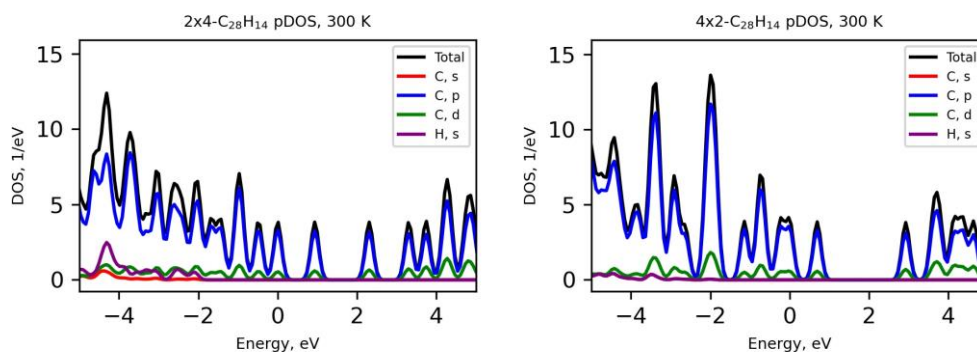 2x4-C₂₈H₁₄ pDOS, 300 K
15
10
5
0
DOS, 1/eV
Total
C, s
C, p
C, d
H, s
−4 −2 0 2 4
Energy, eV
4x2-C₂₈H₁₄ pDOS, 300 K
15
10
5
0
DOS, 1/eV
Total
C, s
C, p
C, d
H, s
−4 −2 0 2 4
Energy, eV